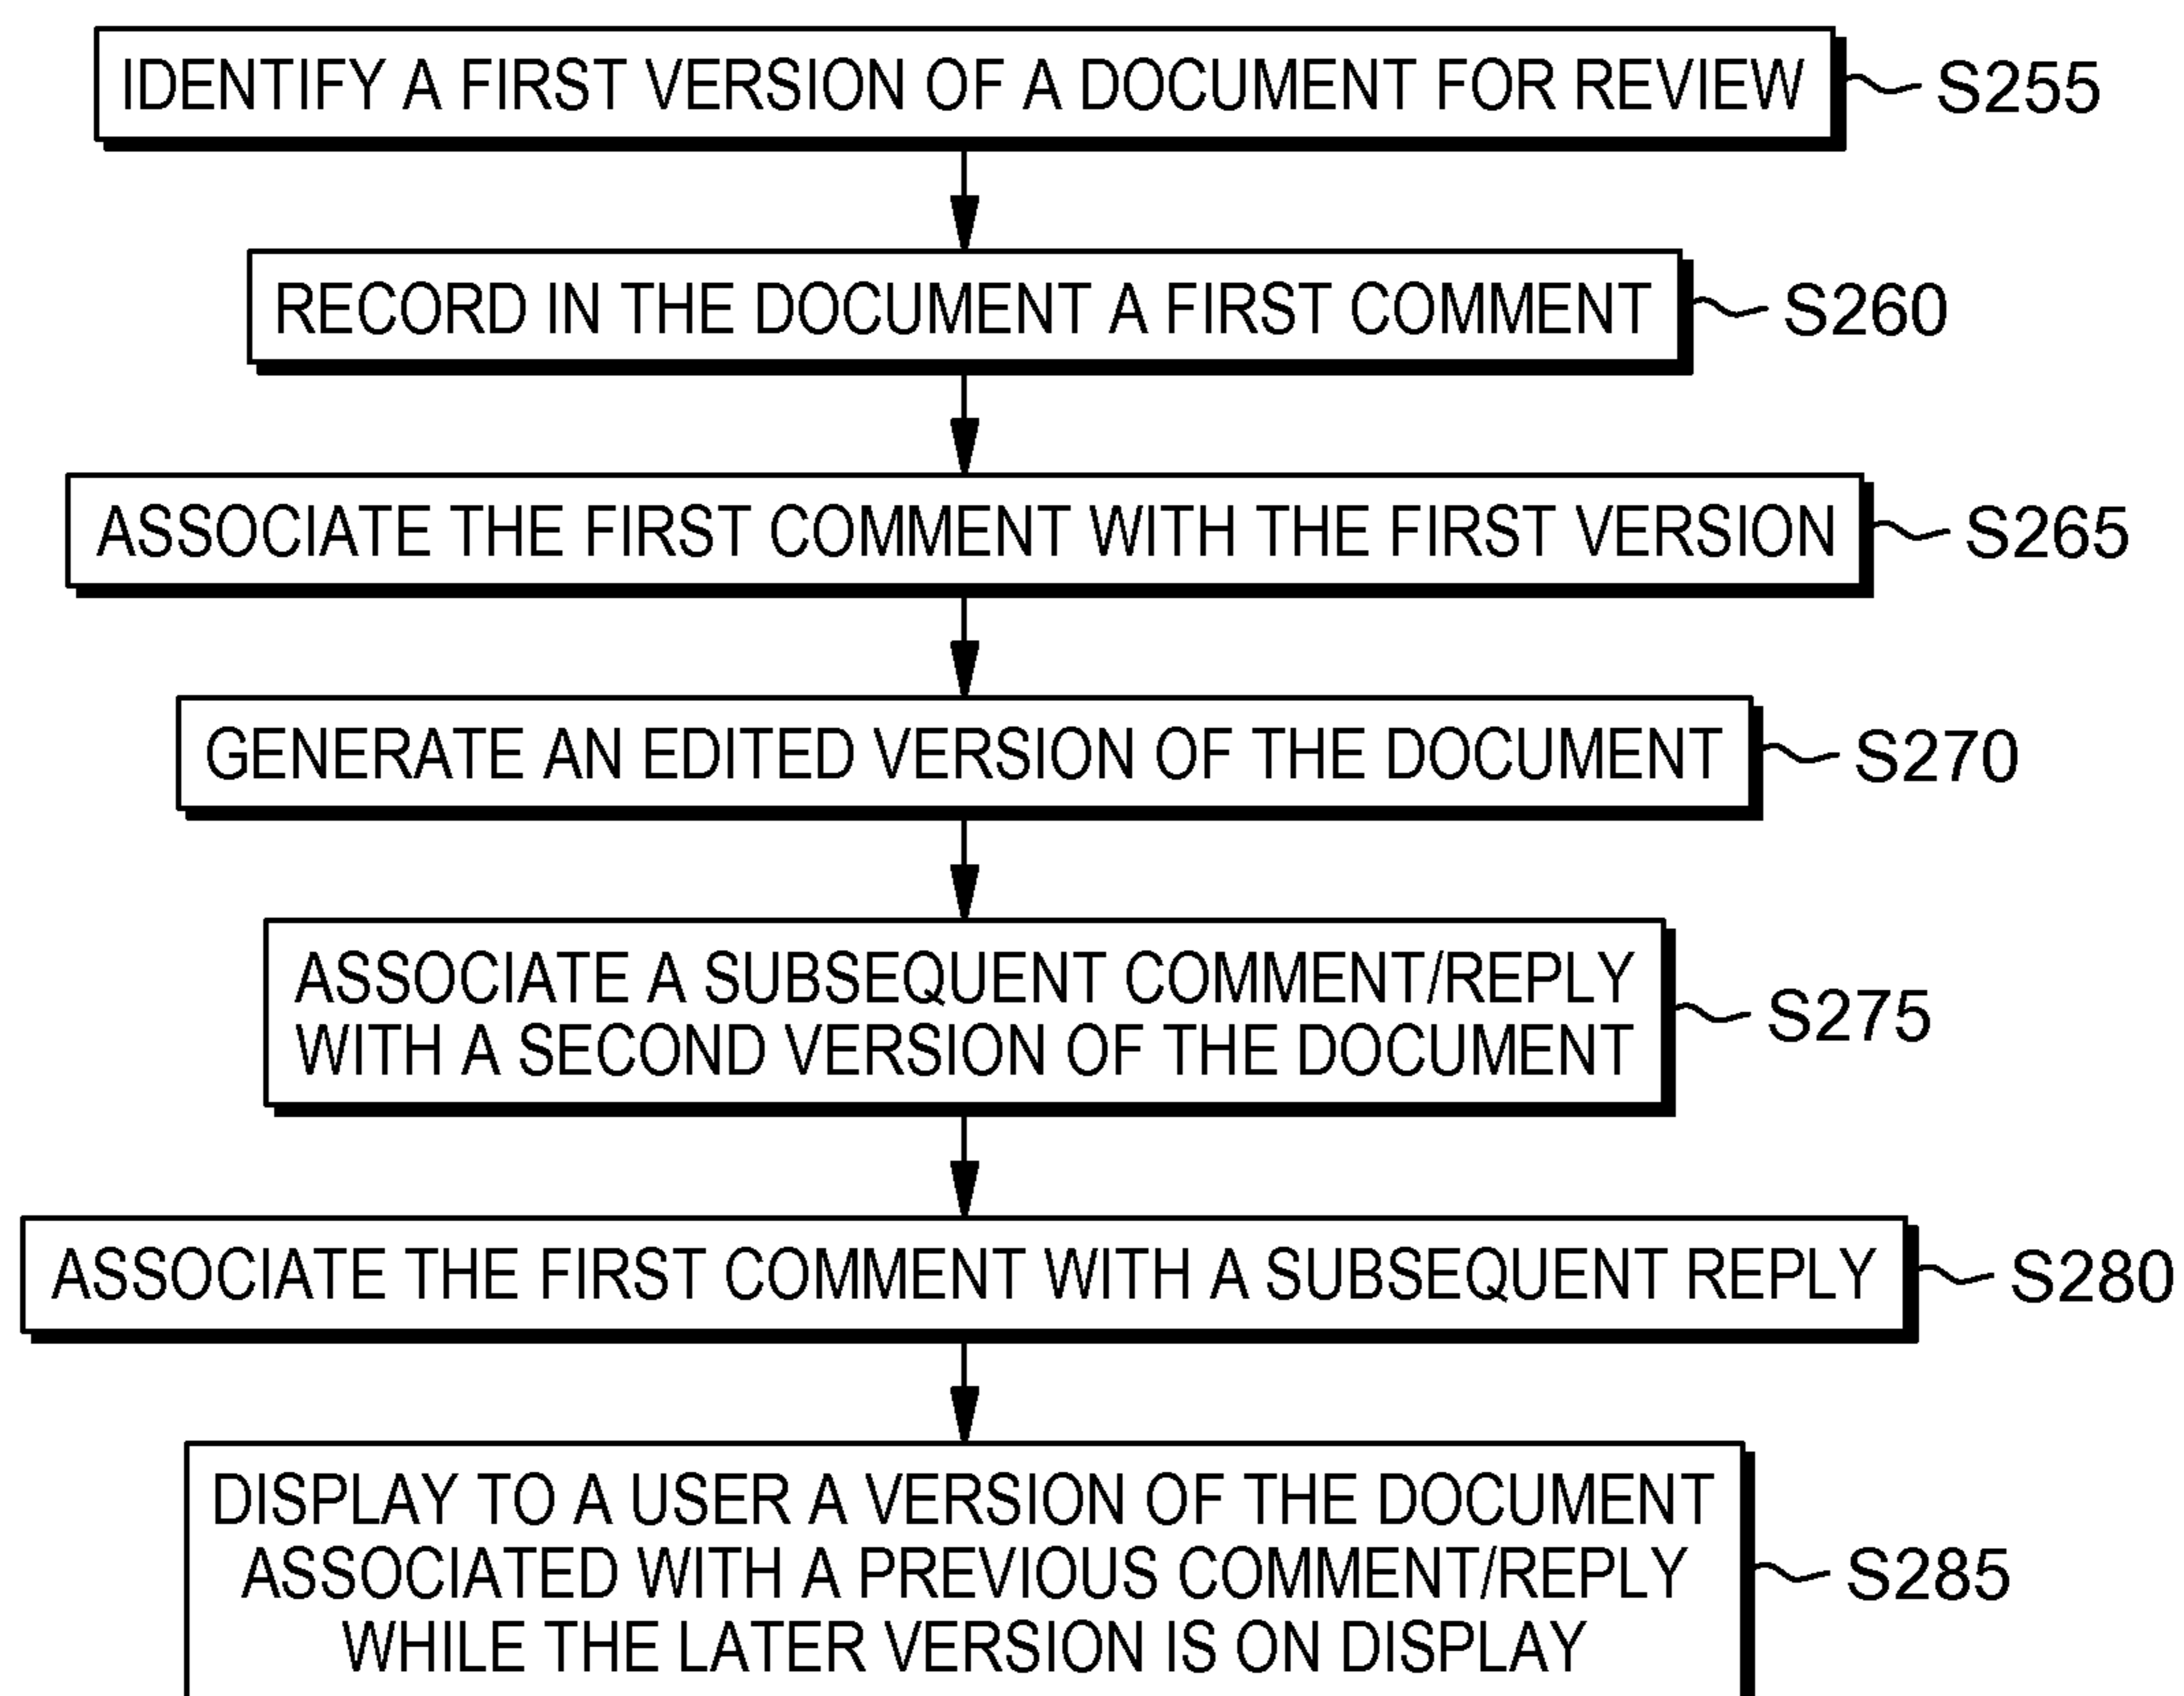 IDENTIFY A FIRST VERSION OF A DOCUMENT FOR REVIEW S255
RECORD IN THE DOCUMENT A FIRST COMMENT S260
ASSOCIATE THE FIRST COMMENT WITH THE FIRST VERSION S265
GENERATE AN EDITED VERSION OF THE DOCUMENT S270
ASSOCIATE A SUBSEQUENT COMMENT/REPLY
WITH A SECOND VERSION OF THE DOCUMENT
S275
ASSOCIATE THE FIRST COMMENT WITH A SUBSEQUENT REPLY S280
DISPLAY TO A USER A VERSION OF THE DOCUMENT
ASSOCIATED WITH A PREVIOUS COMMENT/REPLY
WHILE THE LATER VERSION IS ON DISPLAY
S285